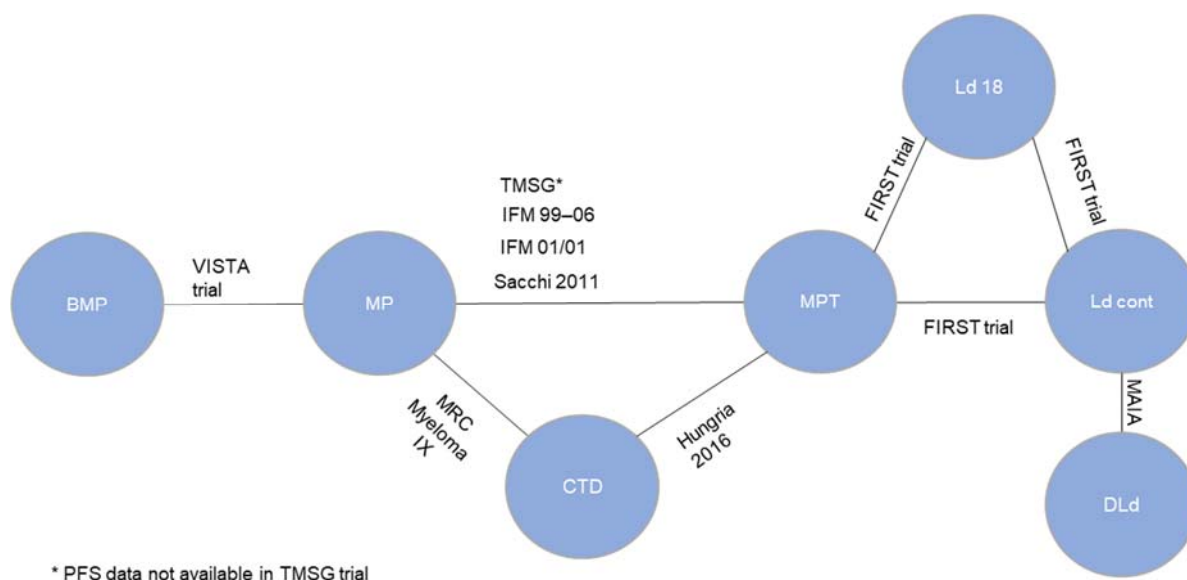 Ld 18
FIRST trial
FIRST trial
TMSG*
IFM 99–06
IFM 01/01
Sacchi 2011
VISTA
trial
BMP
MP
MPT
Ld cont
FIRST trial
MRC
Myeloma
IX
Hungria
2016
MAIA
CTD
DLd
* PFS data not available in TMSG trial